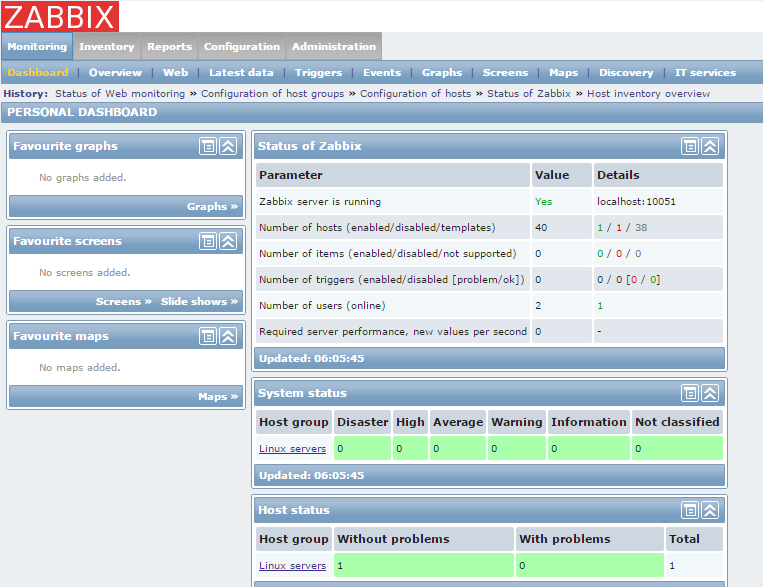 ZABBIX
Monitoring Inventory Reports Configuration Administration
Dashboard | Overview | Web | Latest data | Triggers | Events | Graphs | Screens | Maps | Discovery | IT services
History: Status of Web monitoring » Configuration of host groups » Configuration of hosts » Status of Zabbix » Host inventory overview
PERSONAL DASHBOARD
Favourite graphs
No graphs added.
Graphs »
Favourite screens
No screens added.
Screens » Slide shows »
Favourite maps
No maps added.
Maps »
Status of Zabbix
Parameter Value Details
Zabbix server is running Yes localhost:10051
Number of hosts (enabled/disabled/templates) 40 1 / 1 / 38
Number of items (enabled/disabled/not supported) 0 0 / 0 / 0
Number of triggers (enabled/disabled [problem/ok]) 0 0 / 0 [0 / 0]
Number of users (online) 2 1
Required server performance, new values per second 0 -
Updated: 06:05:45
System status
Host group Disaster High Average Warning Information Not classified
Linux servers 0 0 0 0 0 0
Updated: 06:05:45
Host status
Host group Without problems With problems Total
Linux servers 1 0 1